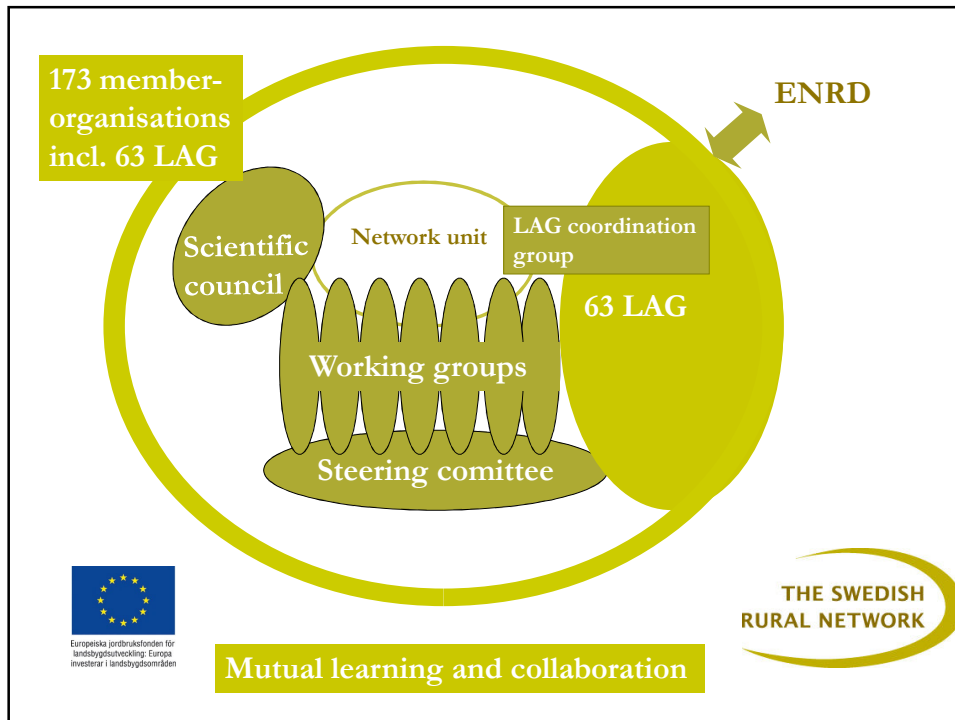 173 member-
organisations
incl. 63 LAG
ENRD
Scientific
council
Network unit
LAG coordination
group
63 LAG
Working groups
Steering comittee
Europeiska jordbruksfonden för
landsbygdsutveckling: Europa
investerar i landsbygdsområden
THE SWEDISH
RURAL NETWORK
Mutual learning and collaboration